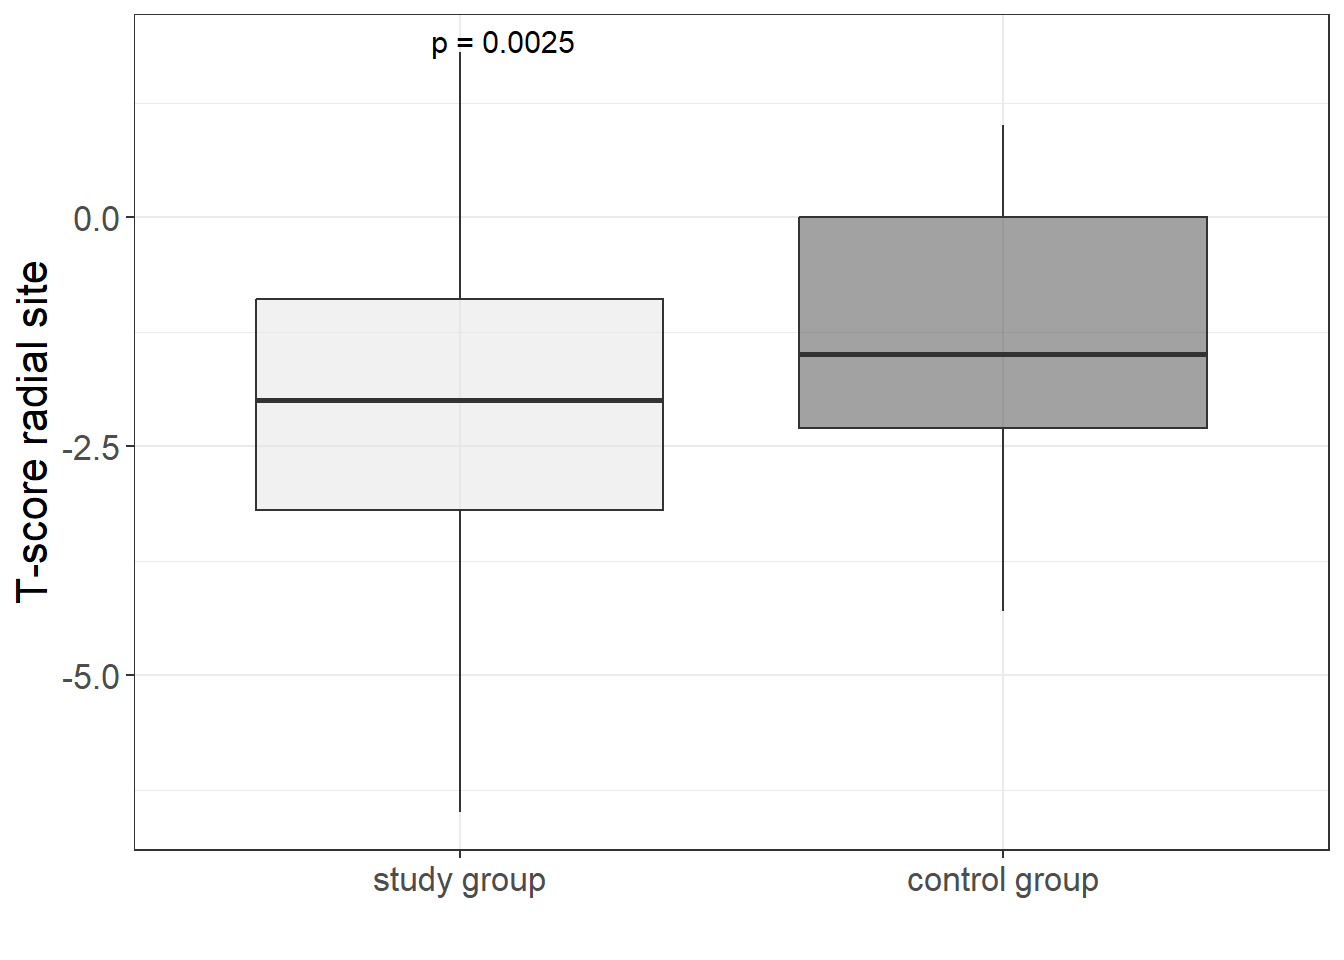 p = 0.0025
T-score radial site
0.0
-2.5
-5.0
study group
control group